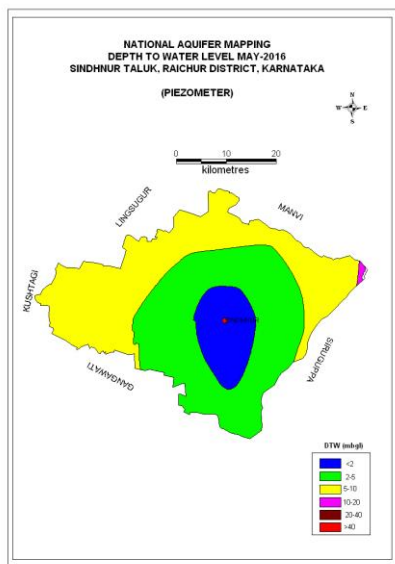 NATIONAL AQUIFER MAPPING
DEPTH TO WATER LEVEL MAY-2016
SINDHNUR TALUK, RAICHUR DISTRICT, KARNATAKA
(PIEZOMETER)
N
W E
S
0 10 20
kilometres
LINGSUGUR
MANVI
KUSHTAGI
SIRUGUPPA
GANGAWATI
DTW (mbgl)
<2
2-5
5-10
10-20
20-40
>40